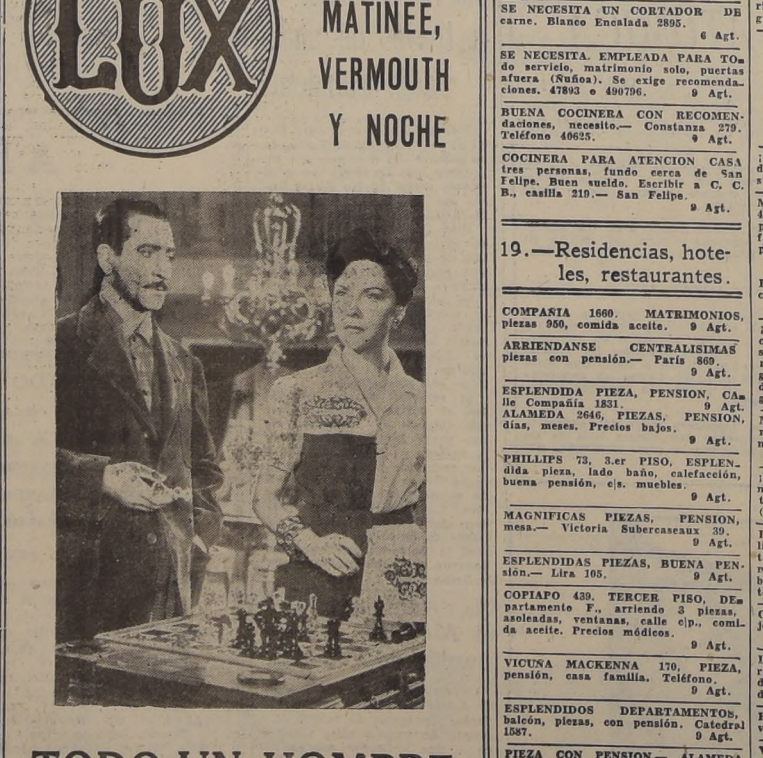 LUX
MATINEE,
VERMOUTH
Y NOCHE
TODO UN HOMBRE
SE NECESITA UN CORTADOR DE
carne. Blanco Encalada 2895.
6 Agt.
SE NECESITA. EMPLEADA PARA TO-
do servicio, matrimonio solo, puertas
afuera (Ñuñoa). Se exige recomenda-
ciones. 47893 o 490796. 9 Agt.
BUENA COCINERA CON RECOMEN-
daciones, necesito.— Constanza 279.
Teléfono 40625. 9 Agt.
COCINERA PARA ATENCION CASA
tres personas, fundo cerca de San
Felipe. Buen sueldo. Escribir a C. C.
B., casilla 219.— San Felipe.
9 Agt.
19.—Residencias, hote-
les, restaurantes.
COMPAÑIA 1660. MATRIMONIOS,
piezas 950, comida aceite. 9 Agt.
ARRIENDANSE CENTRALISIMAS
piezas con pensión.— París 869.
9 Agt.
ESPLENDIDA PIEZA, PENSION, CA-
lle Compañía 1831. 9 Agt.
ALAMEDA 2646, PIEZAS, PENSION,
días, meses. Precios bajos.
9 Agt.
PHILLIPS 73, 3.er PISO, ESPLEN-
dida pieza, lado baño, calefacción,
buena pensión, c|s. muebles.
9 Agt.
MAGNIFICAS PIEZAS, PENSION,
mesa.— Victoria Subercaseaux 39.
9 Agt.
ESPLENDIDAS PIEZAS, BUENA PEN-
sión.— Lira 105. 9 Agt.
COPIAPO 439. TERCER PISO, DE-
partamento F., arriendo 3 piezas,
asoleadas, ventanas, calle c|p., comi-
da aceite. Precios módicos.
9 Agt.
VICUÑA MACKENNA 170, PIEZA,
pensión, casa familia. Teléfono.
9 Agt.
ESPLENDIDOS DEPARTAMENTOS,
balcón, piezas, con pensión. Catedral
1587. 9 Agt.
PIEZA CON PENSION.— ALAMEDA